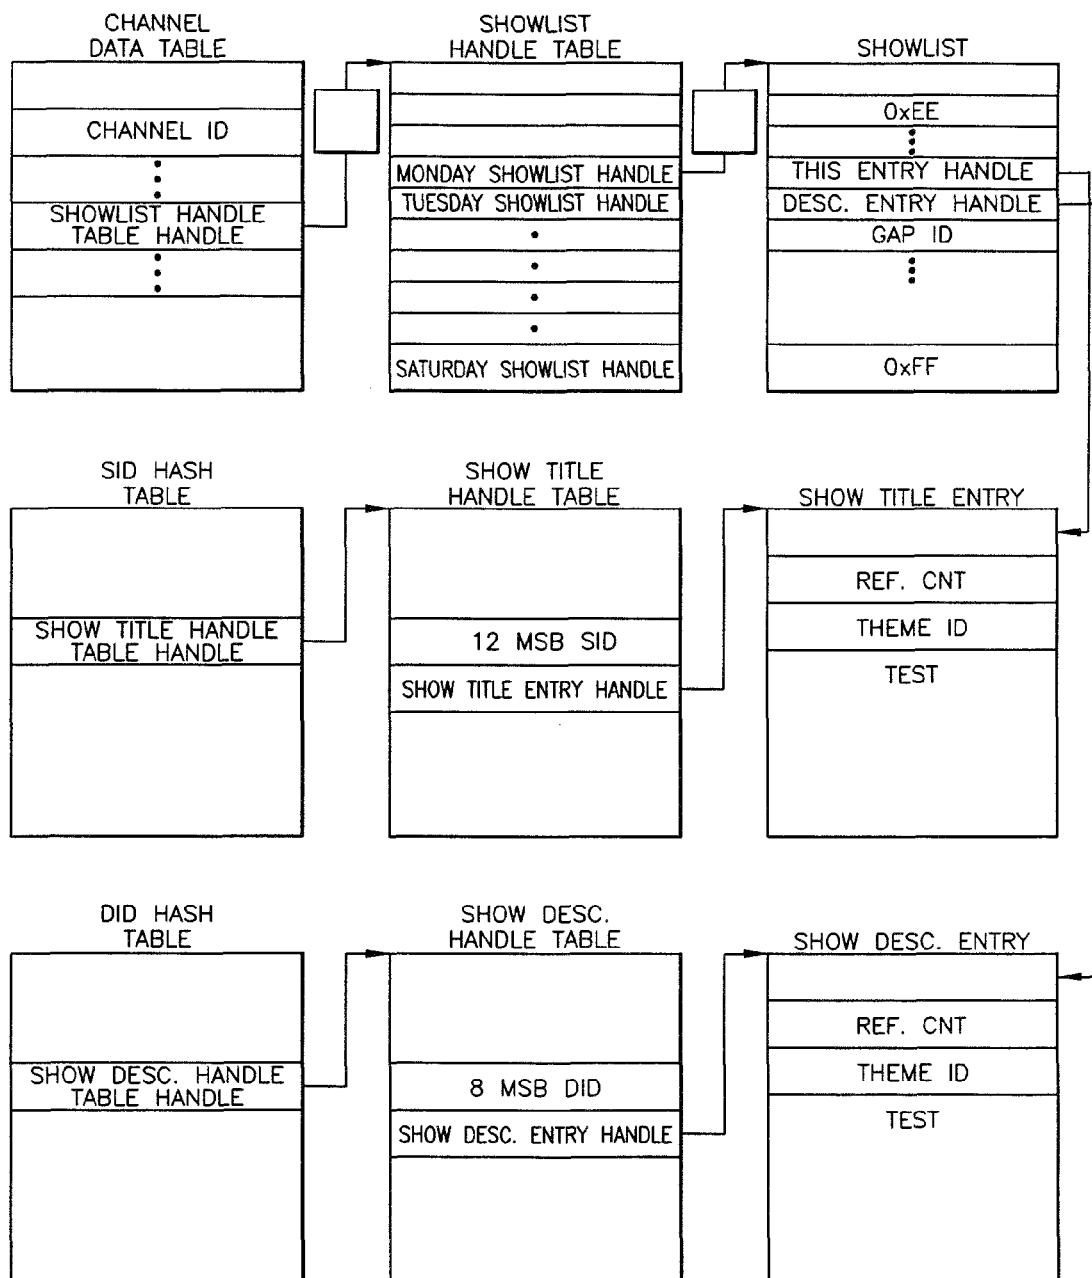 CHANNEL
DATA TABLE
CHANNEL ID
SHOWLIST HANDLE
TABLE HANDLE
SHOWLIST
HANDLE TABLE
MONDAY SHOWLIST HANDLE
TUESDAY SHOWLIST HANDLE
SATURDAY SHOWLIST HANDLE
SHOWLIST
0xEE
THIS ENTRY HANDLE
DESC. ENTRY HANDLE
GAP ID
0xFF
SID HASH
TABLE
SHOW TITLE HANDLE
TABLE HANDLE
SHOW TITLE
HANDLE TABLE
12 MSB SID
SHOW TITLE ENTRY HANDLE
SHOW TITLE ENTRY
REF. CNT
THEME ID
TEST
DID HASH
TABLE
SHOW DESC. HANDLE
TABLE HANDLE
SHOW DESC.
HANDLE TABLE
8 MSB DID
SHOW DESC. ENTRY HANDLE
SHOW DESC. ENTRY
REF. CNT
THEME ID
TEST